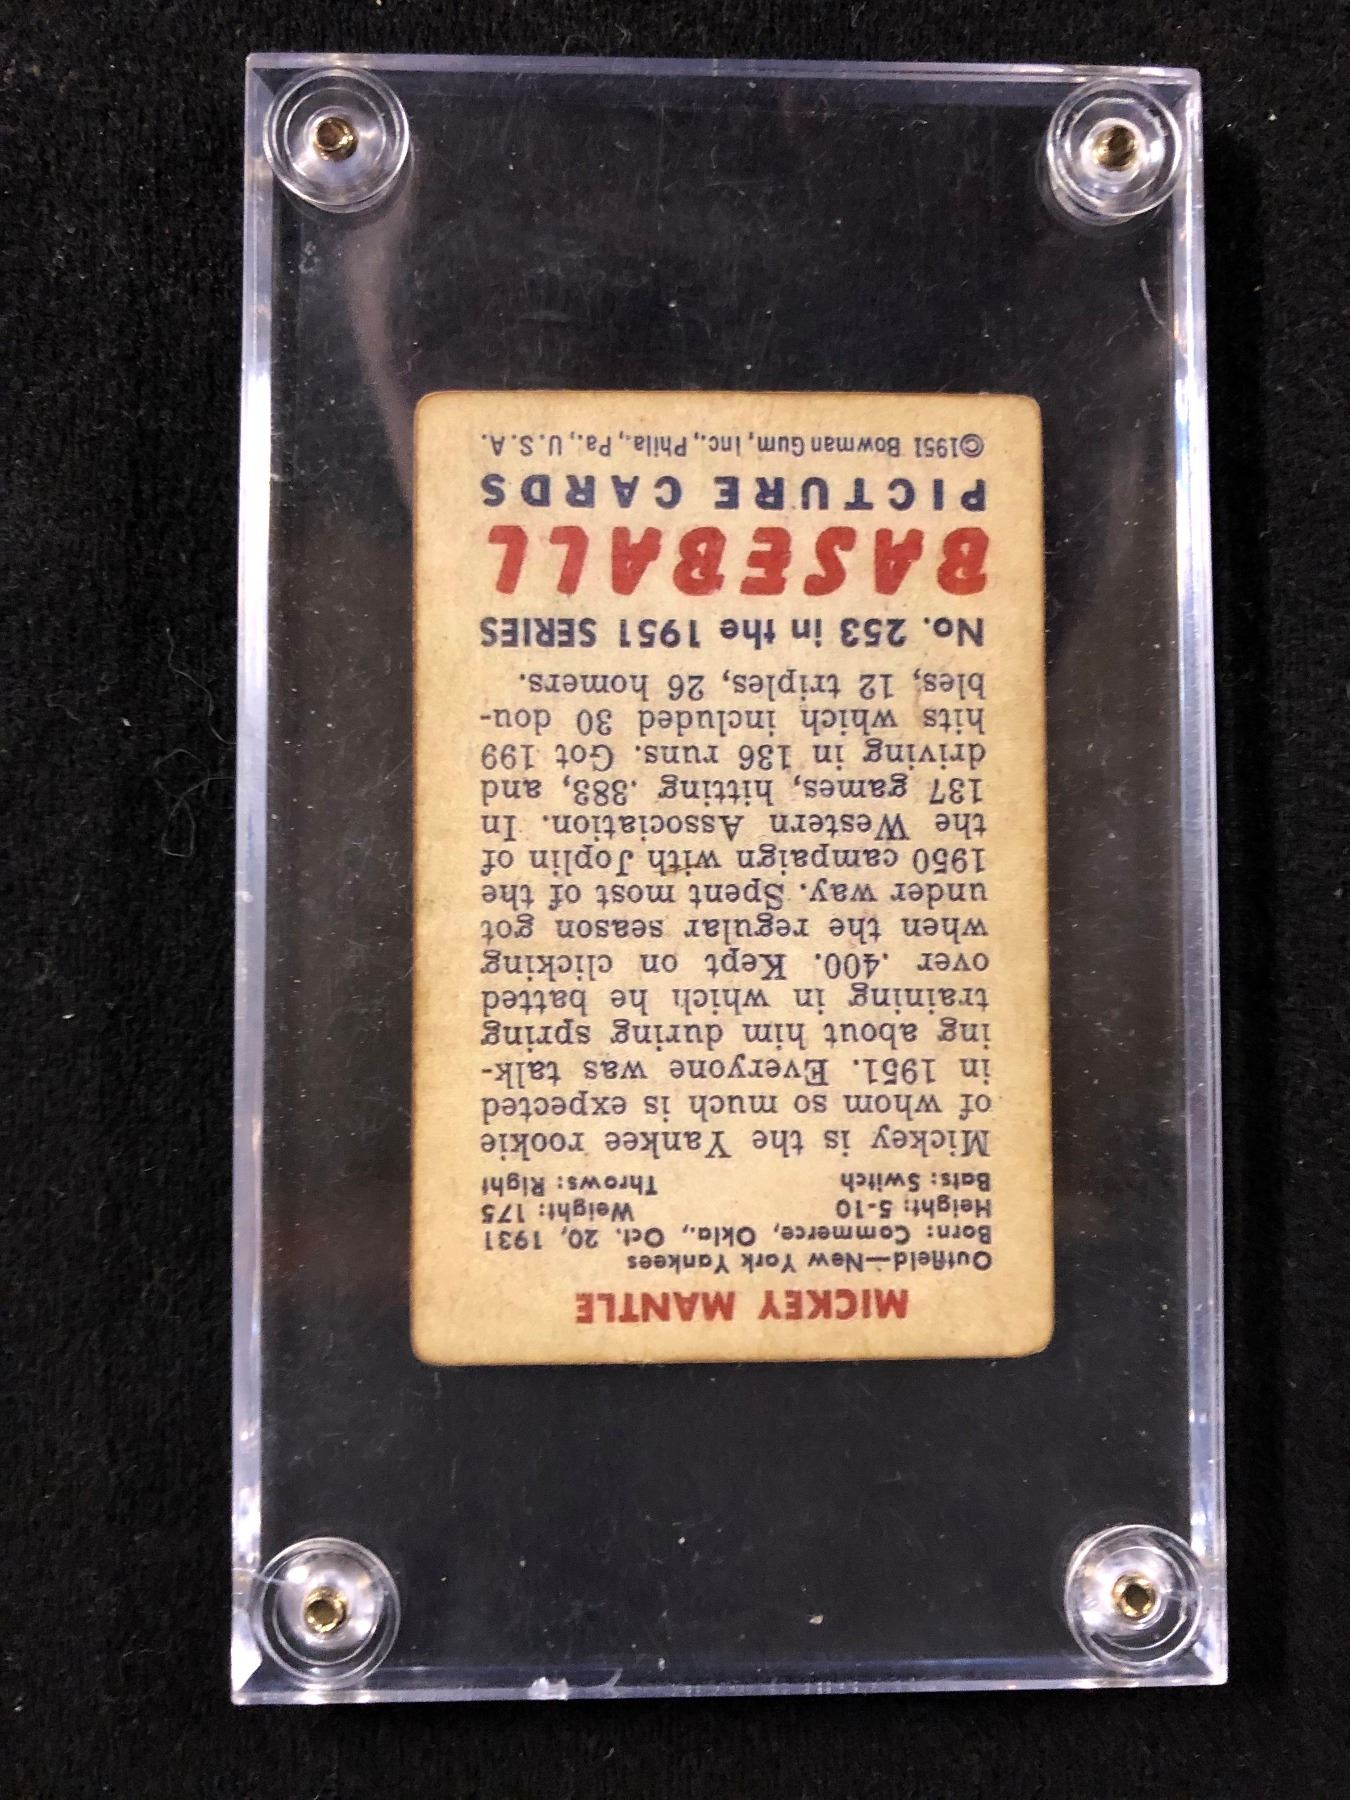 MICKEY MANTLE
Outfield—New York Yankees
Born: Commerce, Okla., Oct. 20, 1931
Height: 5-10 Weight: 175
Bats: Switch Throws: Right
Mickey is the Yankee rookie
of whom so much is expected
in 1951. Everyone was talk-
ing about him during spring
training in which he batted
over .400. Kept on clicking
when the regular season got
under way. Spent most of the
1950 campaign with Joplin of
the Western Association. In
137 games, hitting .383, and
driving in 136 runs. Got 199
hits which included 30 dou-
bles, 12 triples, 26 homers.
No. 253 in the 1951 SERIES
BASEBALL
PICTURE CARDS
©1951 Bowman Gum, Inc., Phila., Pa., U.S.A.